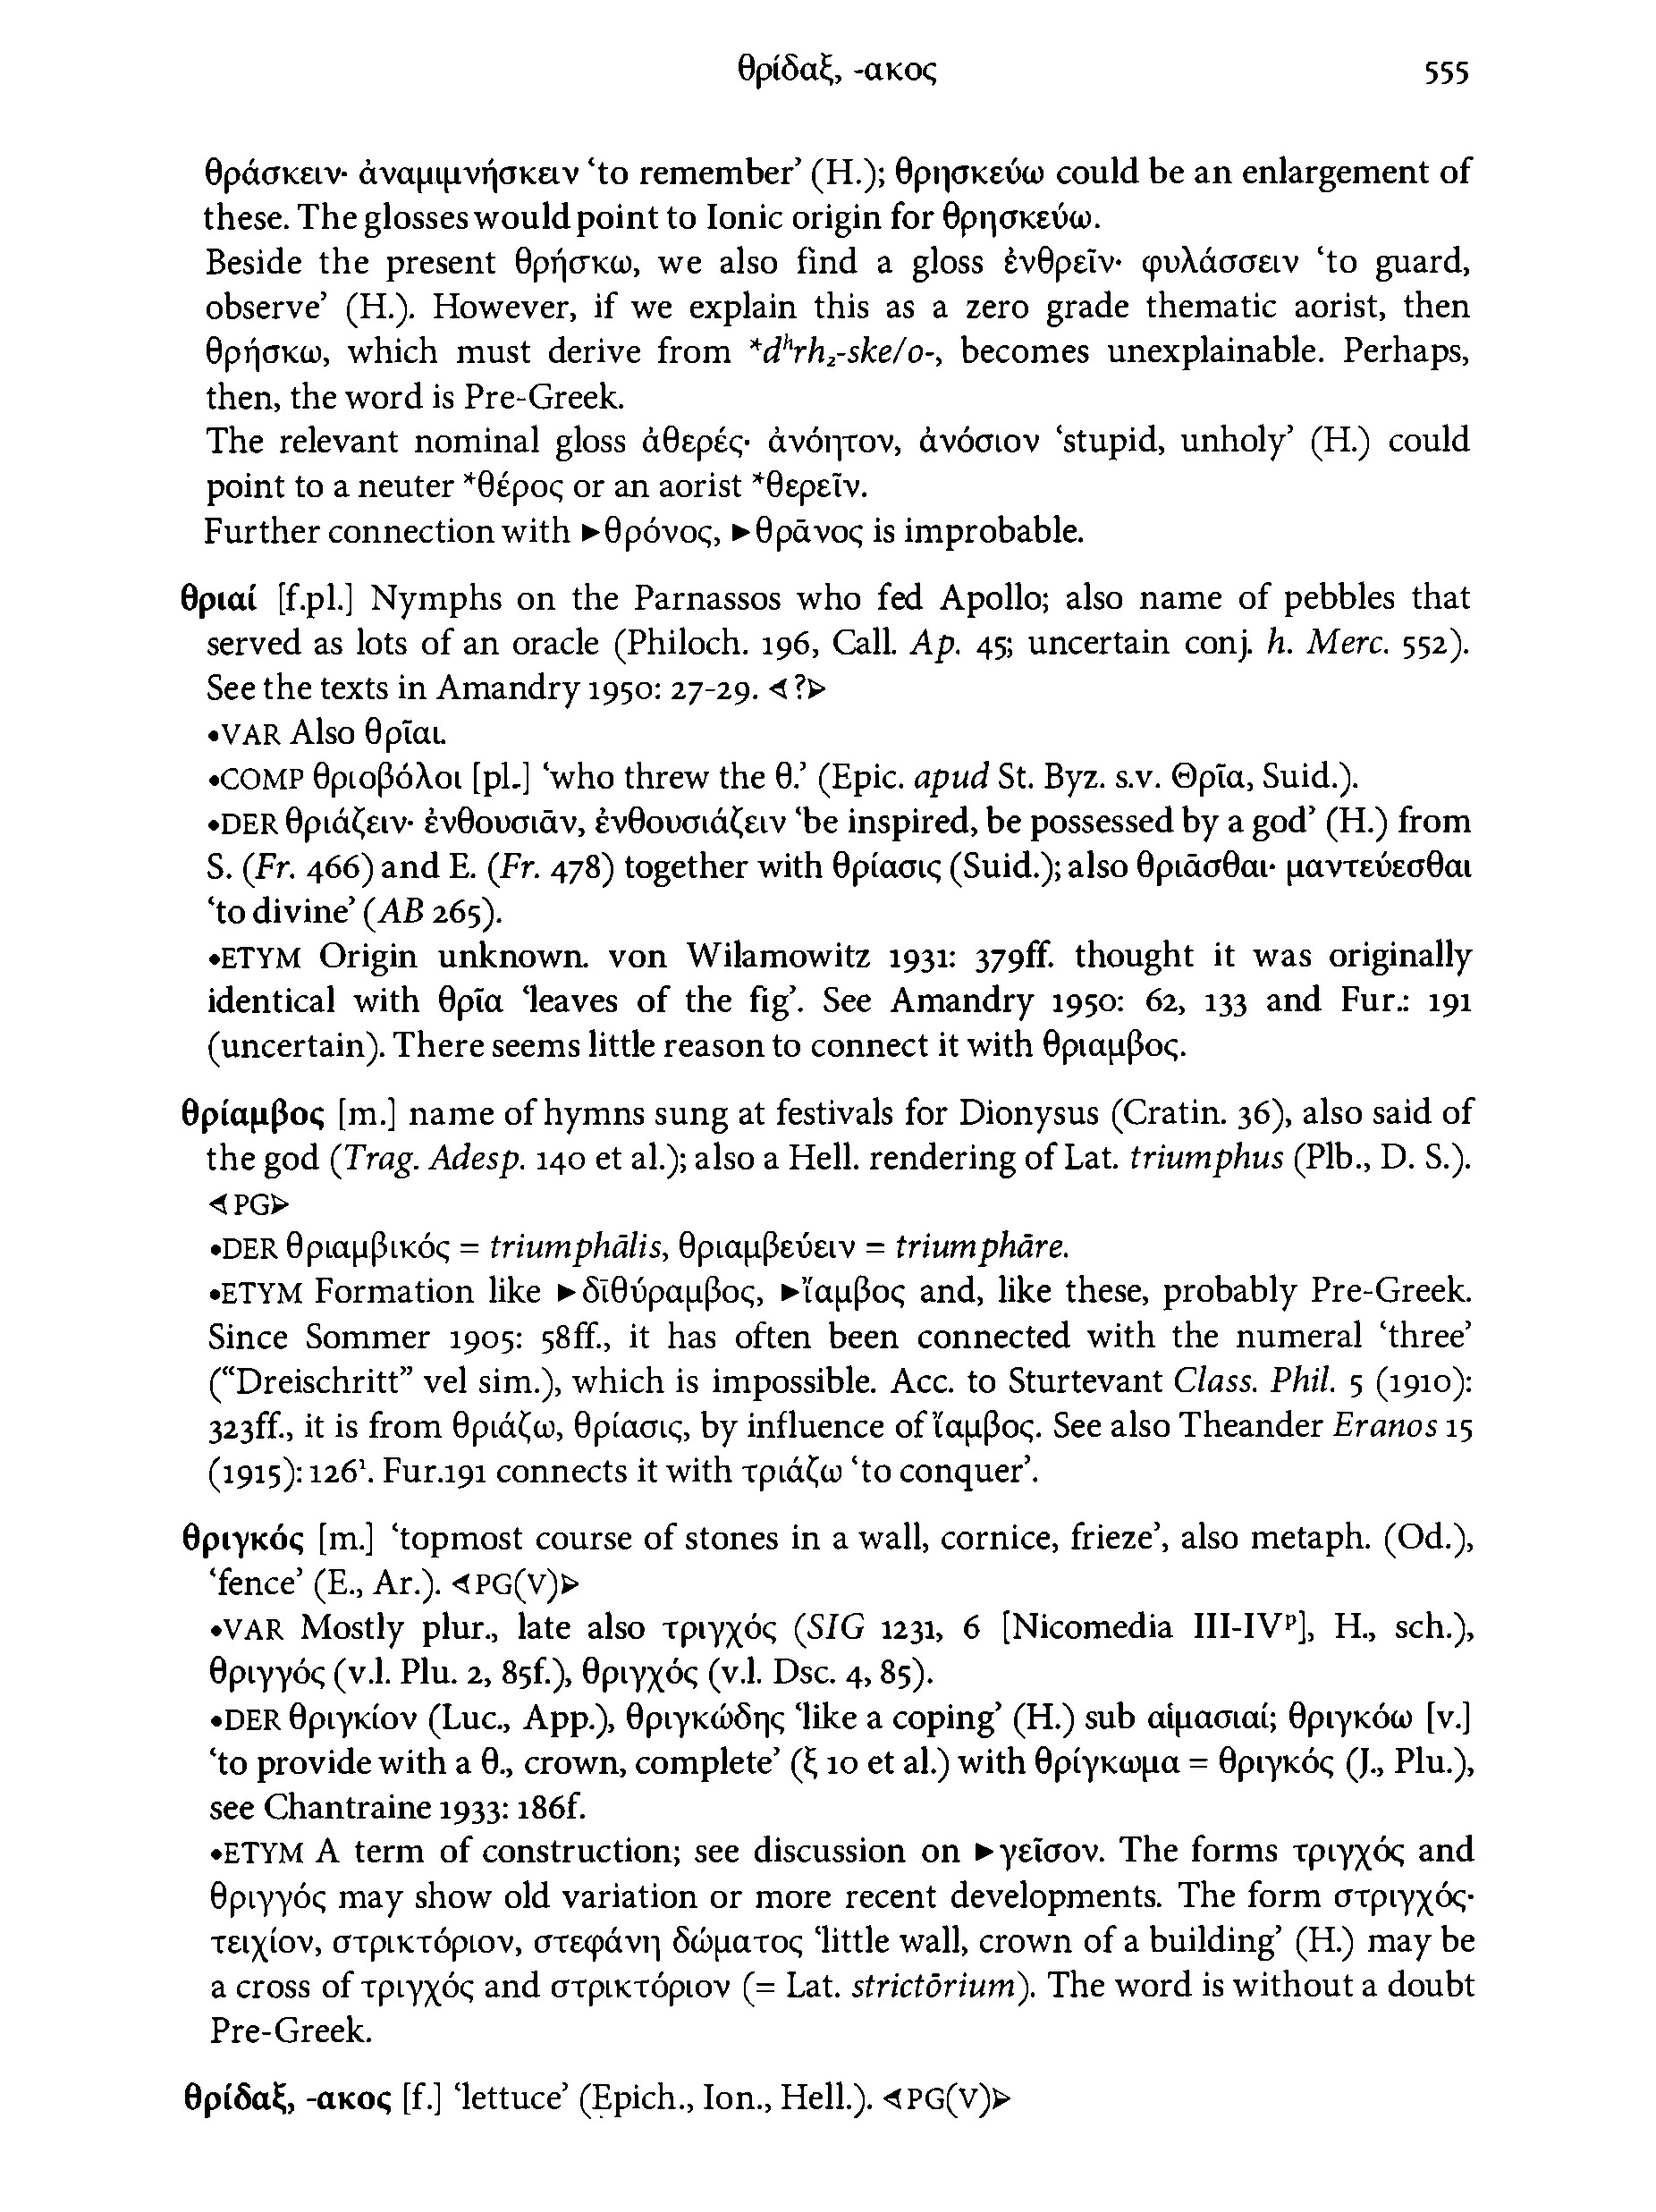 θρίδαξ, -ακος 555
θράσκειν· ἀναμιμνήσκειν ‘to remember’ (H.); θρησκεύω could be an enlargement of
these. The glosses would point to Ionic origin for θρησκεύω.
Beside the present θρήσκω, we also find a gloss ἐνθρεῖν· φυλάσσειν ‘to guard,
observe’ (H.). However, if we explain this as a zero grade thematic aorist, then
θρήσκω, which must derive from *dʰrh₂-ske/o-, becomes unexplainable. Perhaps,
then, the word is Pre-Greek.
The relevant nominal gloss ἀθερές· ἀνόητον, ἀνόσιον ‘stupid, unholy’ (H.) could
point to a neuter *θέρος or an aorist *θερεῖν.
Further connection with ►θρόνος, ►θρᾶνος is improbable.
θριαί [f.pl.] Nymphs on the Parnassos who fed Apollo; also name of pebbles that
served as lots of an oracle (Philoch. 196, Call. Ap. 45; uncertain conj. h. Merc. 552).
See the texts in Amandry 1950: 27-29. ◁?▷
•VAR Also θρῖαι.
•COMP θριοβόλοι [pl.] ‘who threw the θ.’ (Epic. apud St. Byz. s.v. Θρῖα, Suid.).
•DER θριάζειν· ἐνθουσιᾶν, ἐνθουσιάζειν ‘be inspired, be possessed by a god’ (H.) from
S. (Fr. 466) and E. (Fr. 478) together with θρίασις (Suid.); also θριᾶσθαι· μαντεύεσθαι
‘to divine’ (AB 265).
•ETYM Origin unknown. von Wilamowitz 1931: 379ff. thought it was originally
identical with θρῖα ‘leaves of the fig’. See Amandry 1950: 62, 133 and Fur.: 191
(uncertain). There seems little reason to connect it with θριαμβος.
θρίαμβος [m.] name of hymns sung at festivals for Dionysus (Cratin. 36), also said of
the god (Trag. Adesp. 140 et al.); also a Hell. rendering of Lat. triumphus (Plb., D. S.).
◁PG▷
•DER θριαμβικός = triumphālis, θριαμβεύειν = triumphāre.
•ETYM Formation like ►δῑθύραμβος, ►ἴαμβος and, like these, probably Pre-Greek.
Since Sommer 1905: 58ff., it has often been connected with the numeral ‘three’
(“Dreischritt” vel sim.), which is impossible. Acc. to Sturtevant Class. Phil. 5 (1910):
323ff., it is from θριάζω, θρίασις, by influence of ἴαμβος. See also Theander Eranos 15
(1915): 126¹. Fur.191 connects it with τριάζω ‘to conquer’.
θριγκός [m.] ‘topmost course of stones in a wall, cornice, frieze’, also metaph. (Od.),
‘fence’ (E., Ar.). ◁PG(V)▷
•VAR Mostly plur., late also τριγχός (SIG 1231, 6 [Nicomedia III-IVᵖ], H., sch.),
θριγγός (v.l. Plu. 2, 85f.), θριγχός (v.l. Dsc. 4, 85).
•DER θριγκίον (Luc., App.), θριγκώδης ‘like a coping’ (H.) sub αἱμασιαί; θριγκόω [v.]
‘to provide with a θ., crown, complete’ (ξ 10 et al.) with θρίγκωμα = θριγκός (J., Plu.),
see Chantraine 1933: 186f.
•ETYM A term of construction; see discussion on ►γεῖσον. The forms τριγχός and
θριγγός may show old variation or more recent developments. The form στριγχός·
τειχίον, στρικτόριον, στεφάνη δώματος ‘little wall, crown of a building’ (H.) may be
a cross of τριγχός and στρικτόριον (= Lat. strictōrium). The word is without a doubt
Pre-Greek.
θρίδαξ, -ακος [f.] ‘lettuce’ (Epich., Ion., Hell.). ◁PG(V)▷